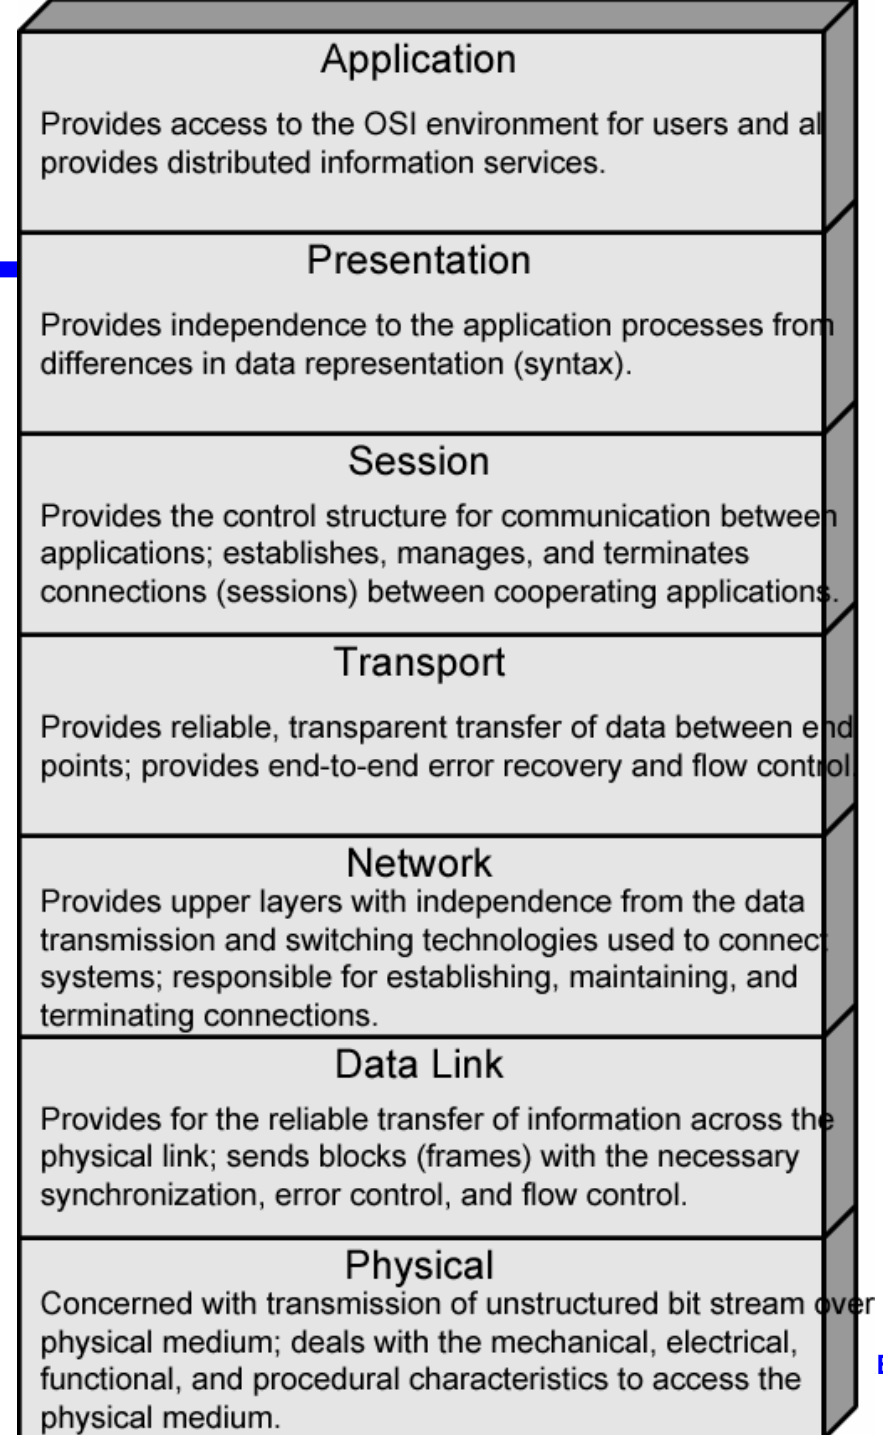 Application
Provides access to the OSI environment for users and al
provides distributed information services.
Presentation
Provides independence to the application processes from
differences in data representation (syntax).
Session
Provides the control structure for communication between
applications; establishes, manages, and terminates
connections (sessions) between cooperating applications.
Transport
Provides reliable, transparent transfer of data between end
points; provides end-to-end error recovery and flow control.
Network
Provides upper layers with independence from the data
transmission and switching technologies used to connect
systems; responsible for establishing, maintaining, and
terminating connections.
Data Link
Provides for the reliable transfer of information across the
physical link; sends blocks (frames) with the necessary
synchronization, error control, and flow control.
Physical
Concerned with transmission of unstructured bit stream over
physical medium; deals with the mechanical, electrical,
functional, and procedural characteristics to access the
physical medium.